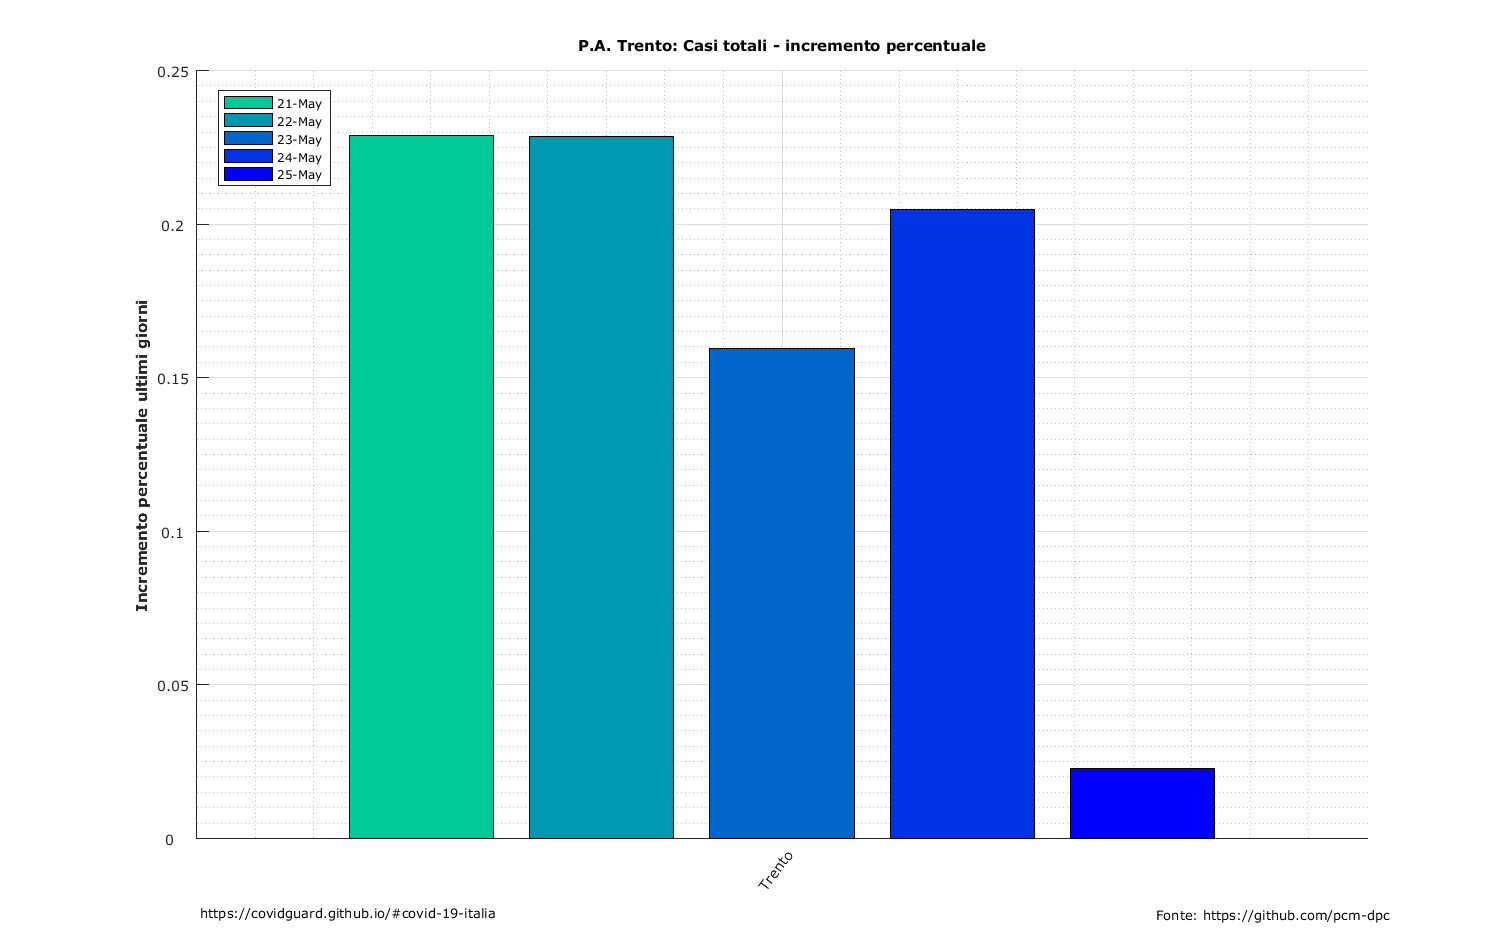 P.A. Trento: Casi totali - incremento percentuale
0.25
0.2
0.15
0.1
0.05
0
Incremento percentuale ultimi giorni
21-May
22-May
23-May
24-May
25-May
Trento
https://covidguard.github.io/#covid-19-italia
Fonte: https://github.com/pcm-dpc